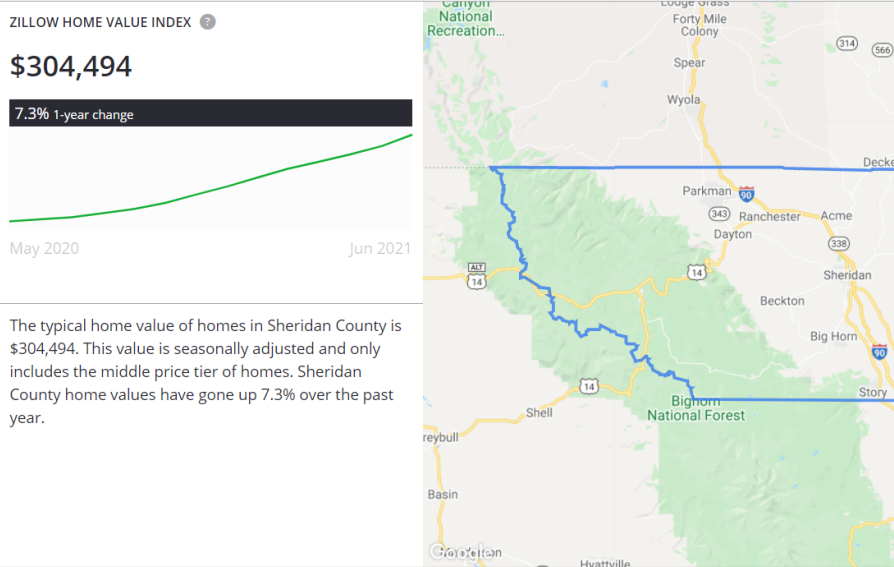 ZILLOW HOME VALUE INDEX ?
$304,494
7.3% 1-year change
May 2020
Jun 2021
The typical home value of homes in Sheridan County is
$304,494. This value is seasonally adjusted and only
includes the middle price tier of homes. Sheridan
County home values have gone up 7.3% over the past
year.
Canyon
National
Recreation...
Lodge Grass
Forty Mile
Colony
314
566
Spear
Wyola
Decke
Parkman
90
343
Ranchester
Acme
Dayton
338
ALT
14
14
Sheridan
Beckton
Big Horn
90
14
Story
Bighorn
National Forest
Shell
reybull
Basin
Google
Hyattville